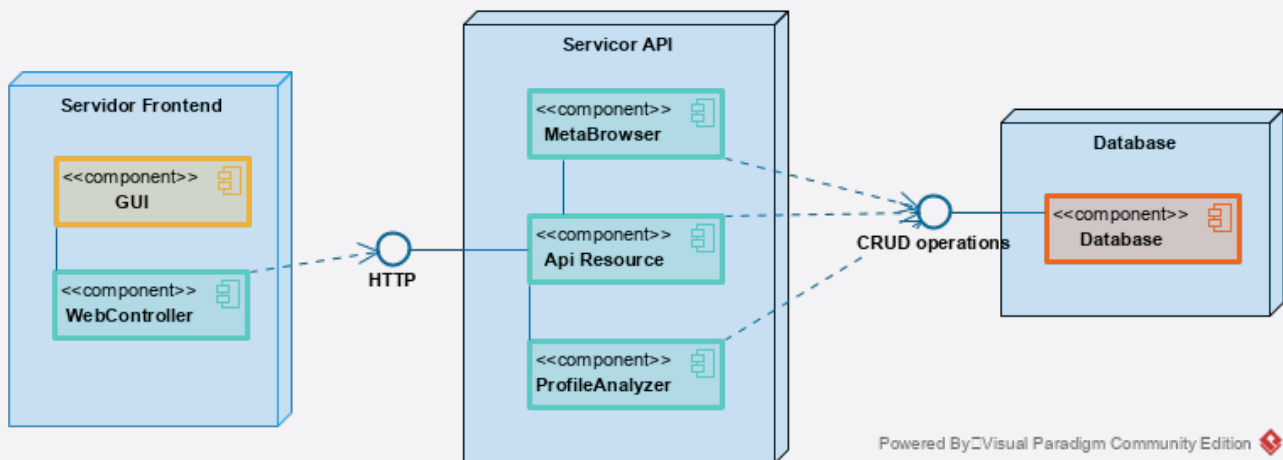 Servidor Frontend
<<component>>
GUI
<<component>>
WebController
HTTP
Servicor API
<<component>>
MetaBrowser
<<component>>
Api Resource
<<component>>
ProfileAnalyzer
CRUD operations
Database
<<component>>
Database
Powered By Visual Paradigm Community Edition